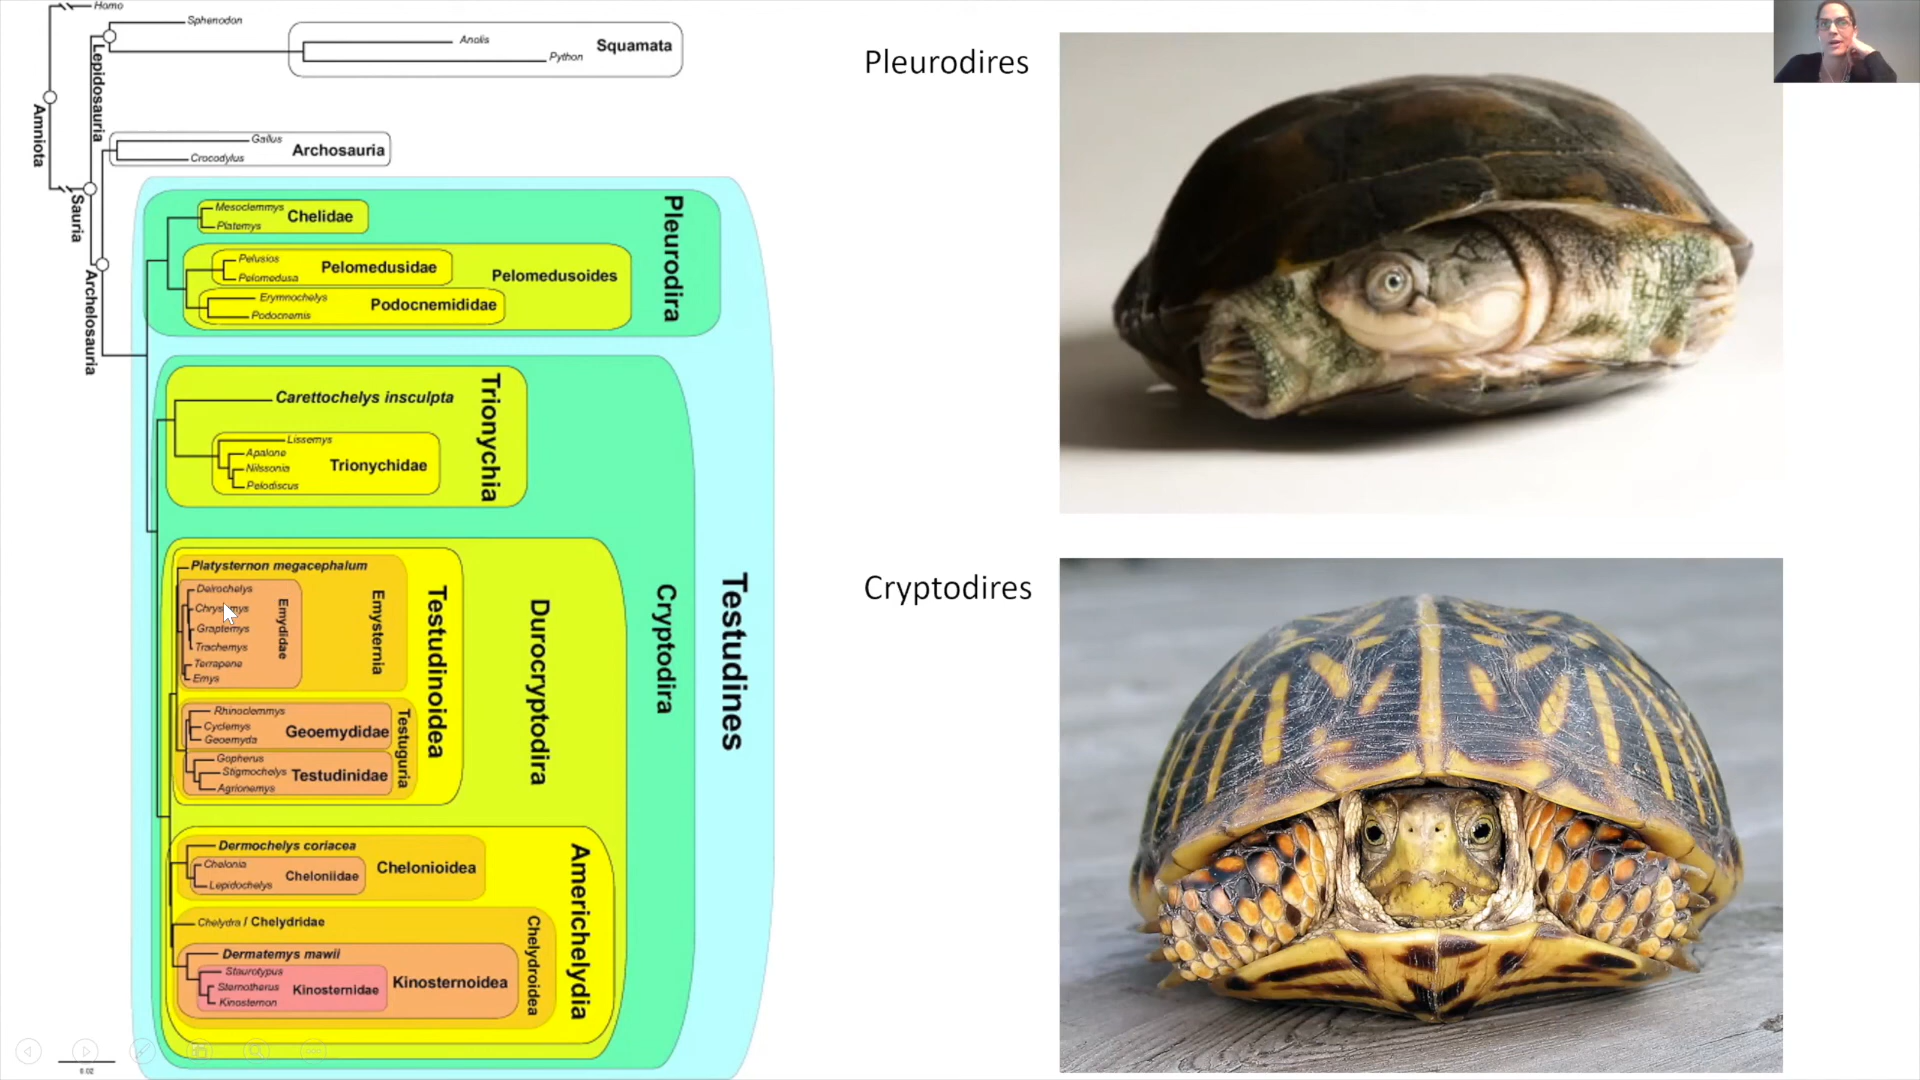 Homo
Sphenodon
Anolis
Python
Squamata
Lepidosauria
Amniota
Gallus
Crocodylus
Archosauria
Sauria
Archelosauria
Mesoclemmys
Platemys
Chelidae
Pelusios
Pelomedusa
Pelomedusidae
Erymnochelys
Podocnemis
Podocnemididae
Pelomedusoides
Pleurodira
Carettochelys insculpta
Lissemys
Apalone
Nilssonia
Pelodiscus
Trionychidae
Trionychia
Platysternon megacephalum
Deirochelys
Chrysemys
Graptemys
Trachemys
Terrapene
Emys
Emydidae
Emysternia
Rhinoclemmys
Cyclemys
Geoemyda
Geoemydidae
Gopherus
Stigmochelys
Agrionemys
Testudinidae
Testuguria
Testudinoidea
Durocryptodira
Cryptodira
Testudines
Dermochelys coriacea
Chelonia
Lepidochelys
Cheloniidae
Chelonioidea
Chelydra / Chelydridae
Dermatemys mawii
Staurotypus
Sternotherus
Kinosternon
Kinosternidae
Kinosternoidea
Chelydroidea
Americhelydia
0.02
Pleurodires
Cryptodires